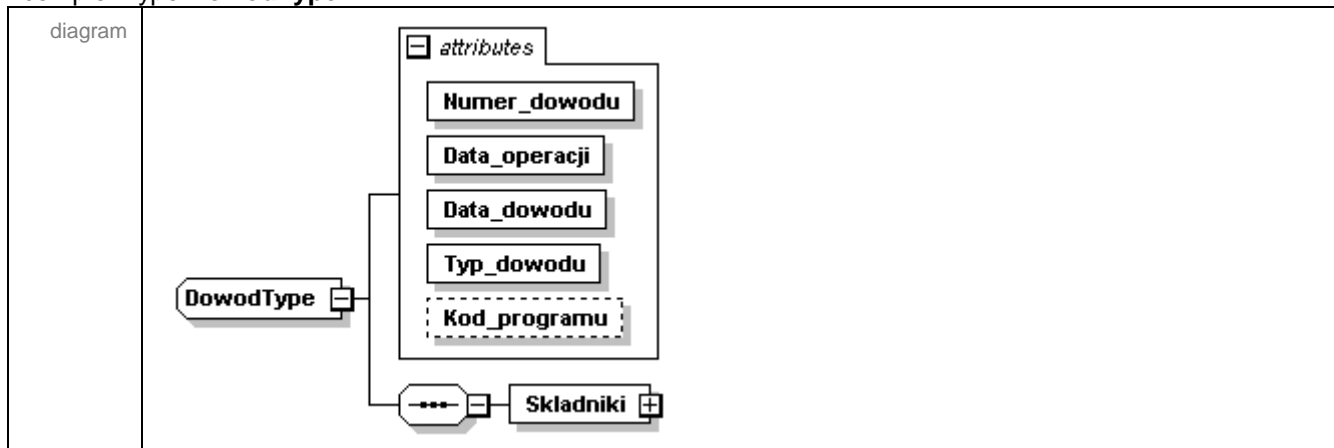 diagram
attributes
Numer_dowodu
Data_operacji
Data_dowodu
Typ_dowodu
DowodType
Kod_programu
Skladniki